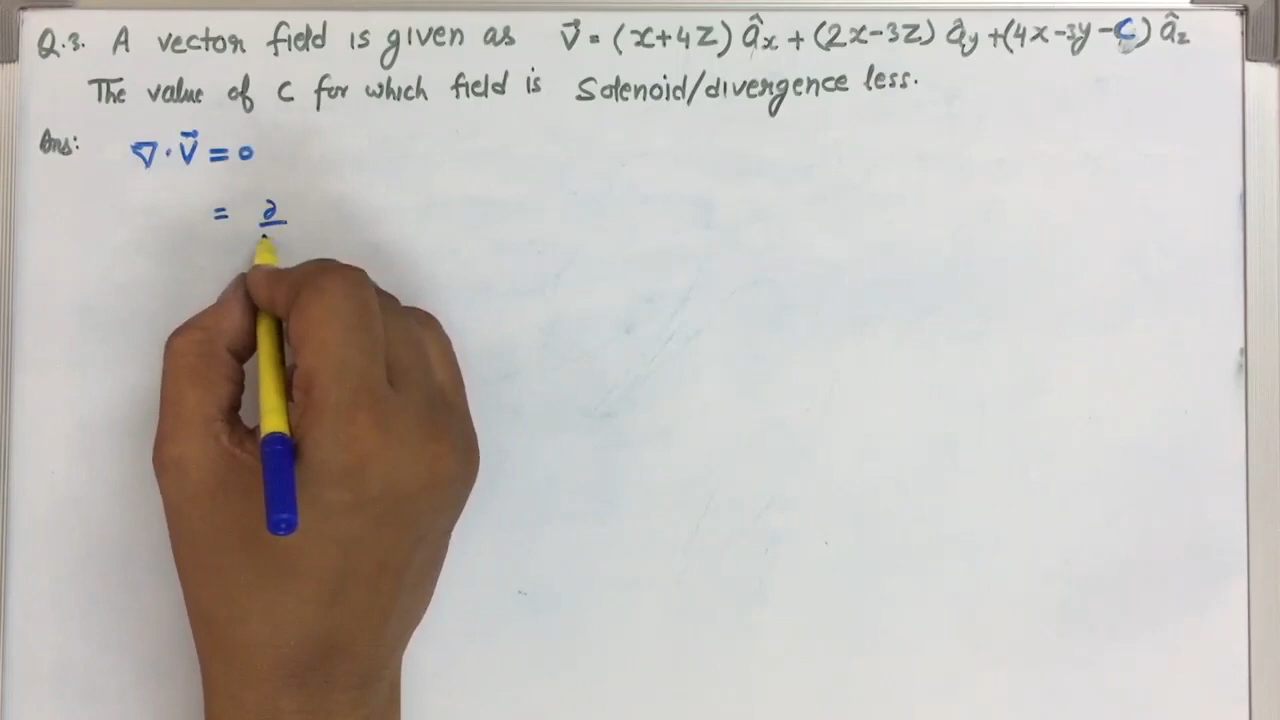 Q.3. A vector field is given as V⃗ = (x+4z) âx + (2x-3z) ây +(4x-3y-C) âz
The value of C for which field is Solenoid/divergence less.
Ans: ∇·V⃗ = 0
= ∂